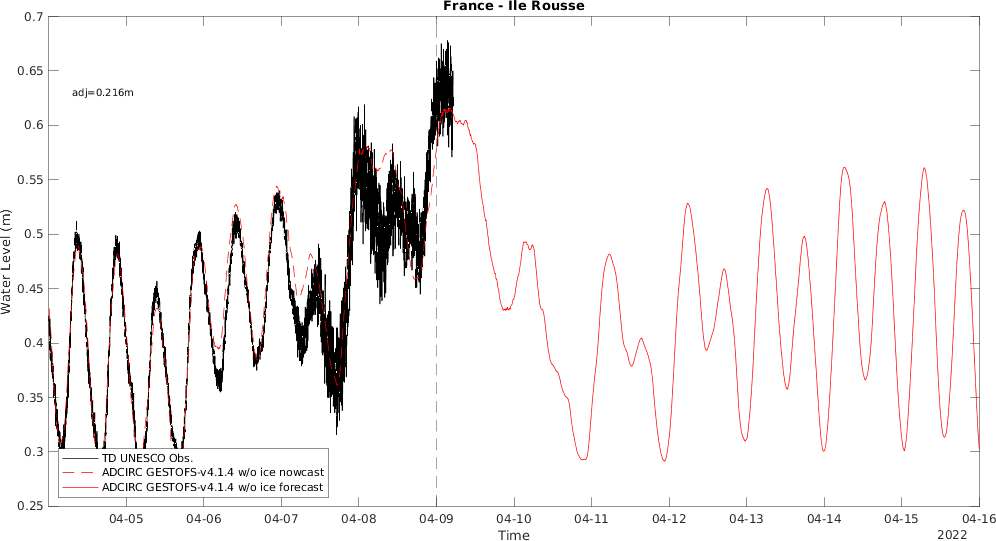 France - Ile Rousse
0.7
0.65
0.6
0.55
0.5
0.45
0.4
0.35
0.3
0.25
Water Level (m)
adj=0.216m
TD UNESCO Obs.
ADCIRC GESTOFS-v4.1.4 w/o ice nowcast
ADCIRC GESTOFS-v4.1.4 w/o ice forecast
04-05 04-06 04-07 04-08 04-09 04-10 04-11 04-12 04-13 04-14 04-15 04-16
Time
2022